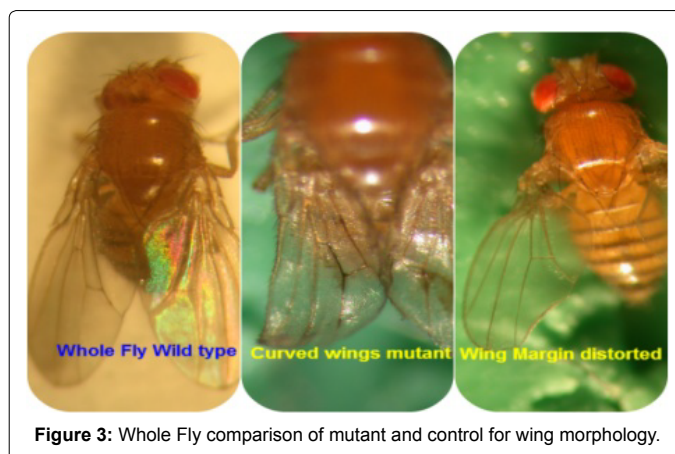 Whole Fly Wild type
Curved wings mutant
Wing Margin distorted
Figure 3: Whole Fly comparison of mutant and control for wing morphology.